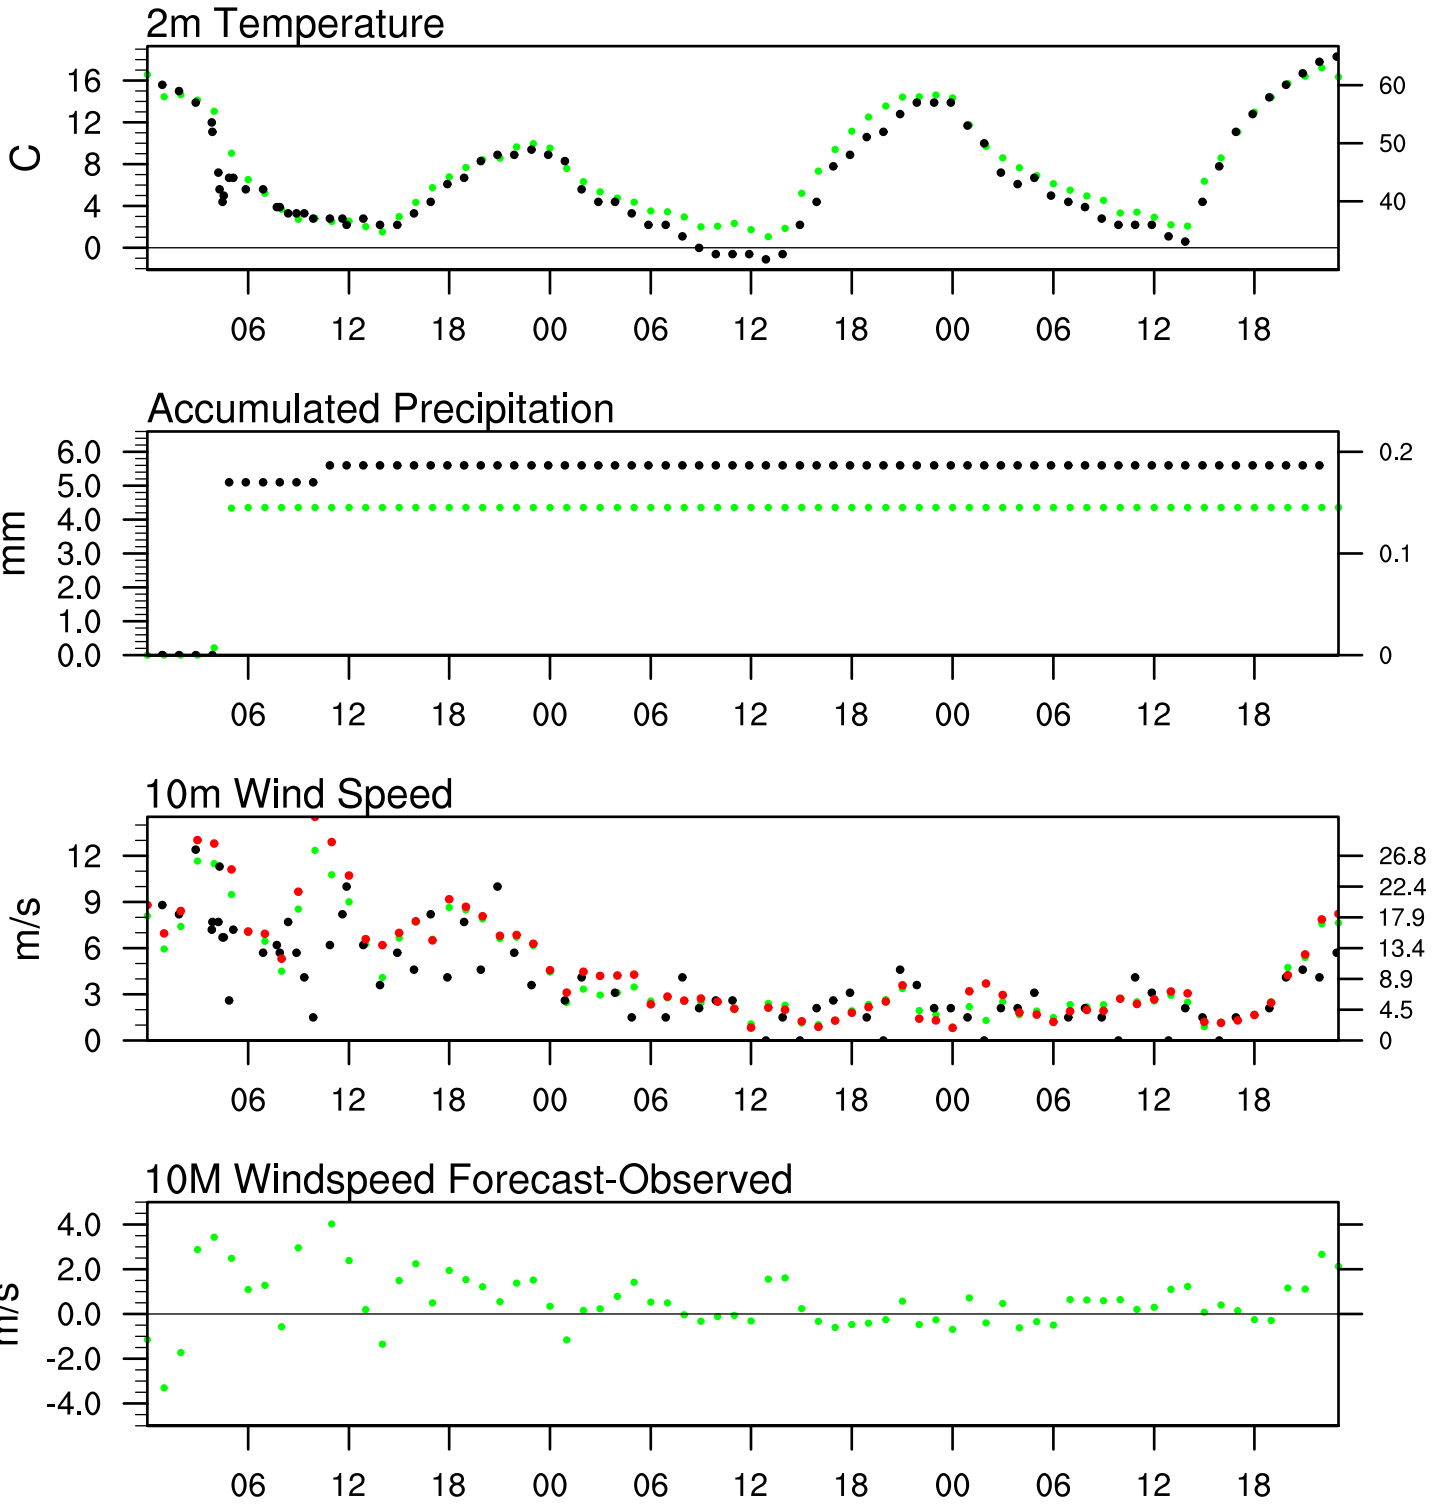 2m Temperature
16
12
8
4
0
C
60
50
40
06 12 18 00 06 12 18 00 06 12 18
Accumulated Precipitation
6.0
5.0
4.0
3.0
2.0
1.0
0.0
mm
0.2
0.1
0
06 12 18 00 06 12 18 00 06 12 18
10m Wind Speed
12
9
6
3
0
m/s
26.8
22.4
17.9
13.4
8.9
4.5
0
06 12 18 00 06 12 18 00 06 12 18
10M Windspeed Forecast-Observed
4.0
2.0
0.0
-2.0
-4.0
m/s
06 12 18 00 06 12 18 00 06 12 18